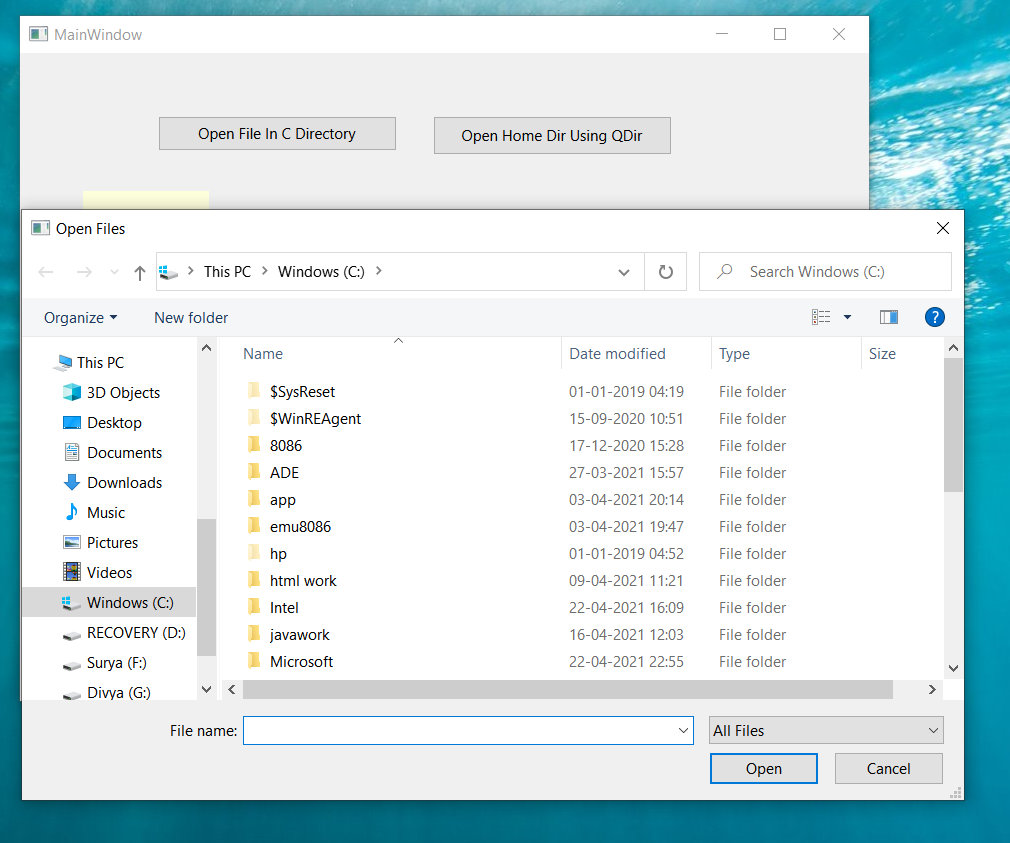 MainWindow
Open File In C Directory
Open Home Dir Using QDir
Open Files
This PC Windows (C:)
Search Windows (C:)
Organize New folder
?
This PC
3D Objects
Desktop
Documents
Downloads
Music
Pictures
Videos
Windows (C:)
RECOVERY (D:)
Surya (F:)
Divya (G:)
Name Date modified Type Size
$SysReset 01-01-2019 04:19 File folder
$WinREAgent 15-09-2020 10:51 File folder
8086 17-12-2020 15:28 File folder
ADE 27-03-2021 15:57 File folder
app 03-04-2021 20:14 File folder
emu8086 03-04-2021 19:47 File folder
hp 01-01-2019 04:52 File folder
html work 09-04-2021 11:21 File folder
Intel 22-04-2021 16:09 File folder
javawork 16-04-2021 12:03 File folder
Microsoft 22-04-2021 22:55 File folder
File name:
All Files
Open
Cancel